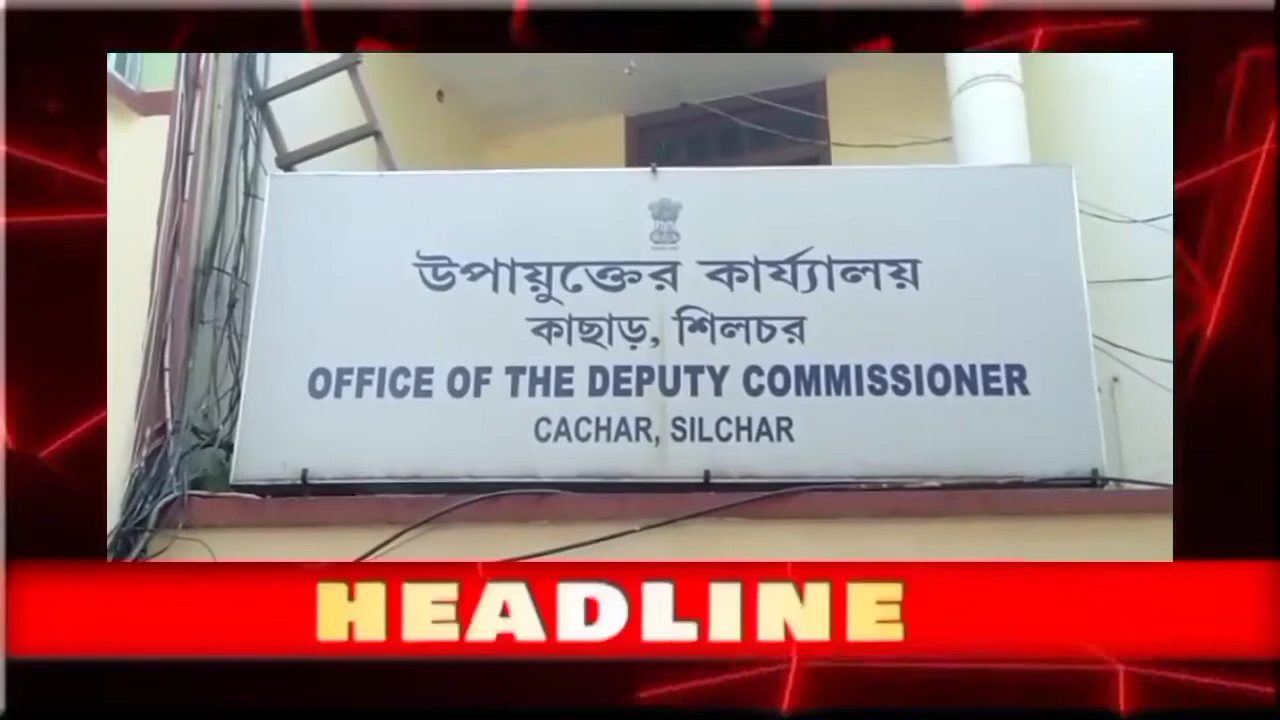 উপায়ুক্তের কার্য্যালয়
কাছাড়, শিলচর
OFFICE OF THE DEPUTY COMMISSIONER
CACHAR, SILCHAR
HEADLINE